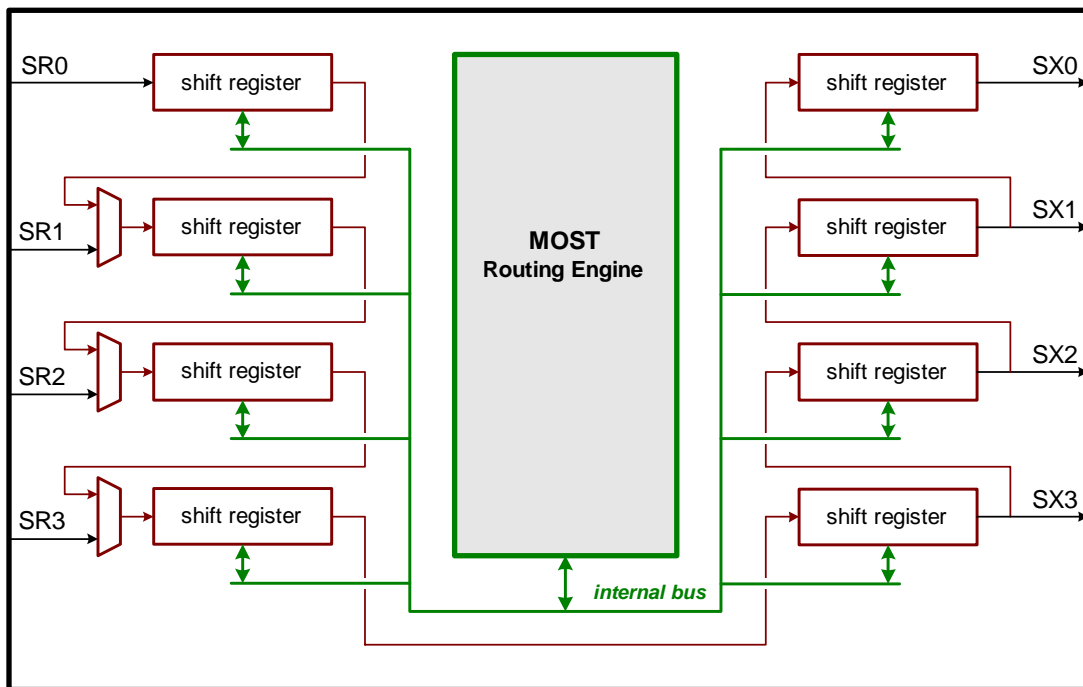 SR0
shift register
shift register
SX0
SR1
shift register
MOST
Routing Engine
shift register
SX1
SR2
shift register
shift register
SX2
SR3
shift register
shift register
SX3
internal bus